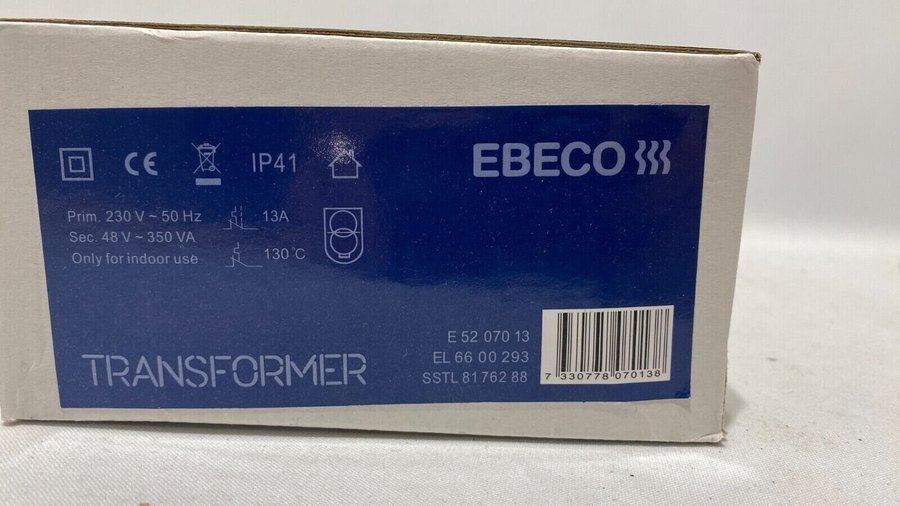 CE
IP41
EBECO
Prim. 230 V ~ 50 Hz
13A
Sec. 48 V ~ 350 VA
Only for indoor use
130 °C
E 52 070 13
EL 66 00 293
SSTL 81 762 88
7 330778 070138
TRANSFORMER